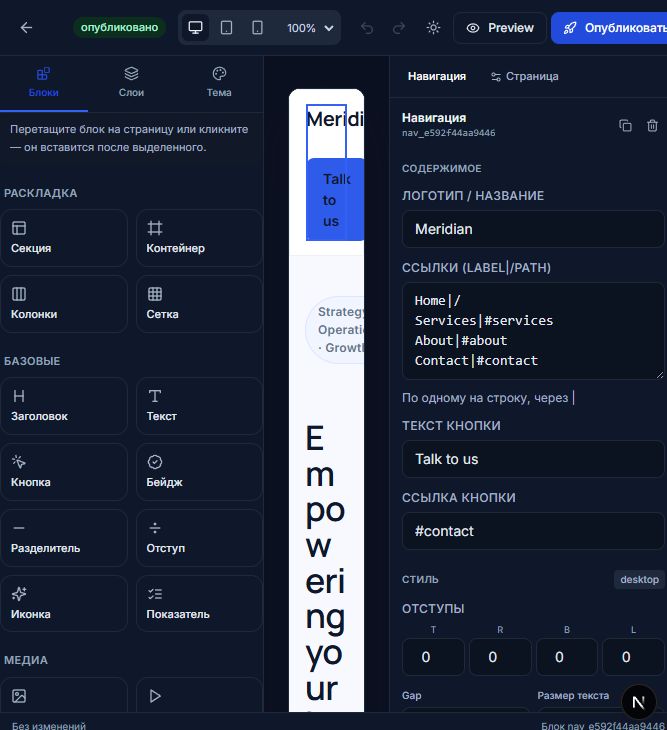 опубликовано
100%
Preview
Опубликовать
Блоки
Слои
Тема
Перетащите блок на страницу или кликните
— он вставится после выделенного.
РАСКЛАДКА
Секция
Контейнер
Колонки
Сетка
БАЗОВЫЕ
Заголовок
Текст
Кнопка
Бейдж
Разделитель
Отступ
Иконка
Показатель
МЕДИА
Meridi
Talk
to
us
Strategy
Operati
· Growth
E
m
po
w
eri
ng
yo
ur
Навигация
Страница
Навигация
nav_e592f44aa9446
СОДЕРЖИМОЕ
ЛОГОТИП / НАЗВАНИЕ
Meridian
ССЫЛКИ (LABEL|/PATH)
Home|/
Services|#services
About|#about
Contact|#contact
По одному на строку, через |
ТЕКСТ КНОПКИ
Talk to us
ССЫЛКА КНОПКИ
#contact
СТИЛЬ
desktop
ОТСТУПЫ
T R B L
0 0 0 0
Gap
Размер текста
N
Без изменений
Блок nav_e592f44aa9446